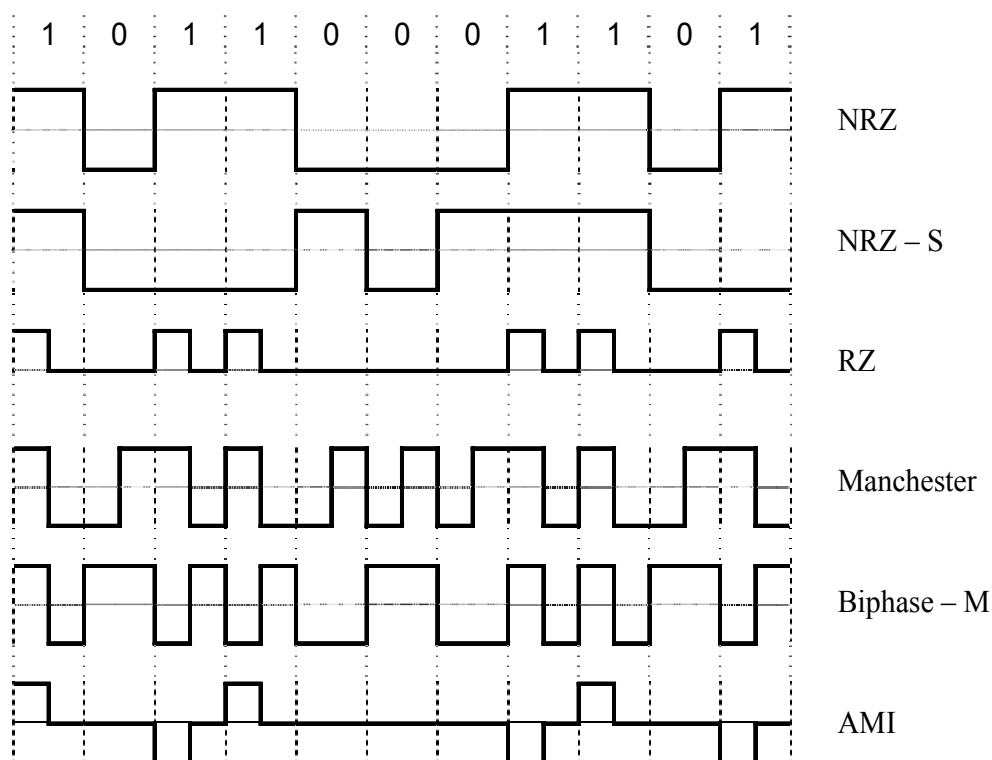 1 0 1 1 0 0 0 1 1 0 1
NRZ
NRZ – S
RZ
Manchester
Biphase – M
AMI